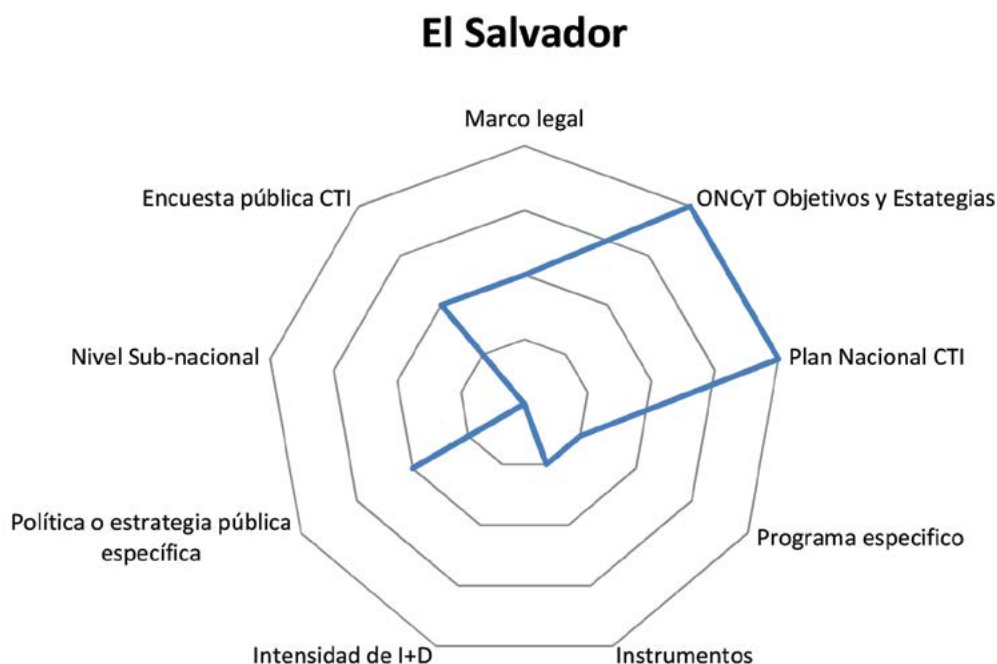 El Salvador
Marco legal
Encuesta pública CTI
ONCyT Objetivos y Estategias
Nivel Sub-nacional
Plan Nacional CTI
Política o estrategia pública
específica
Programa especifico
Intensidad de I+D
Instrumentos